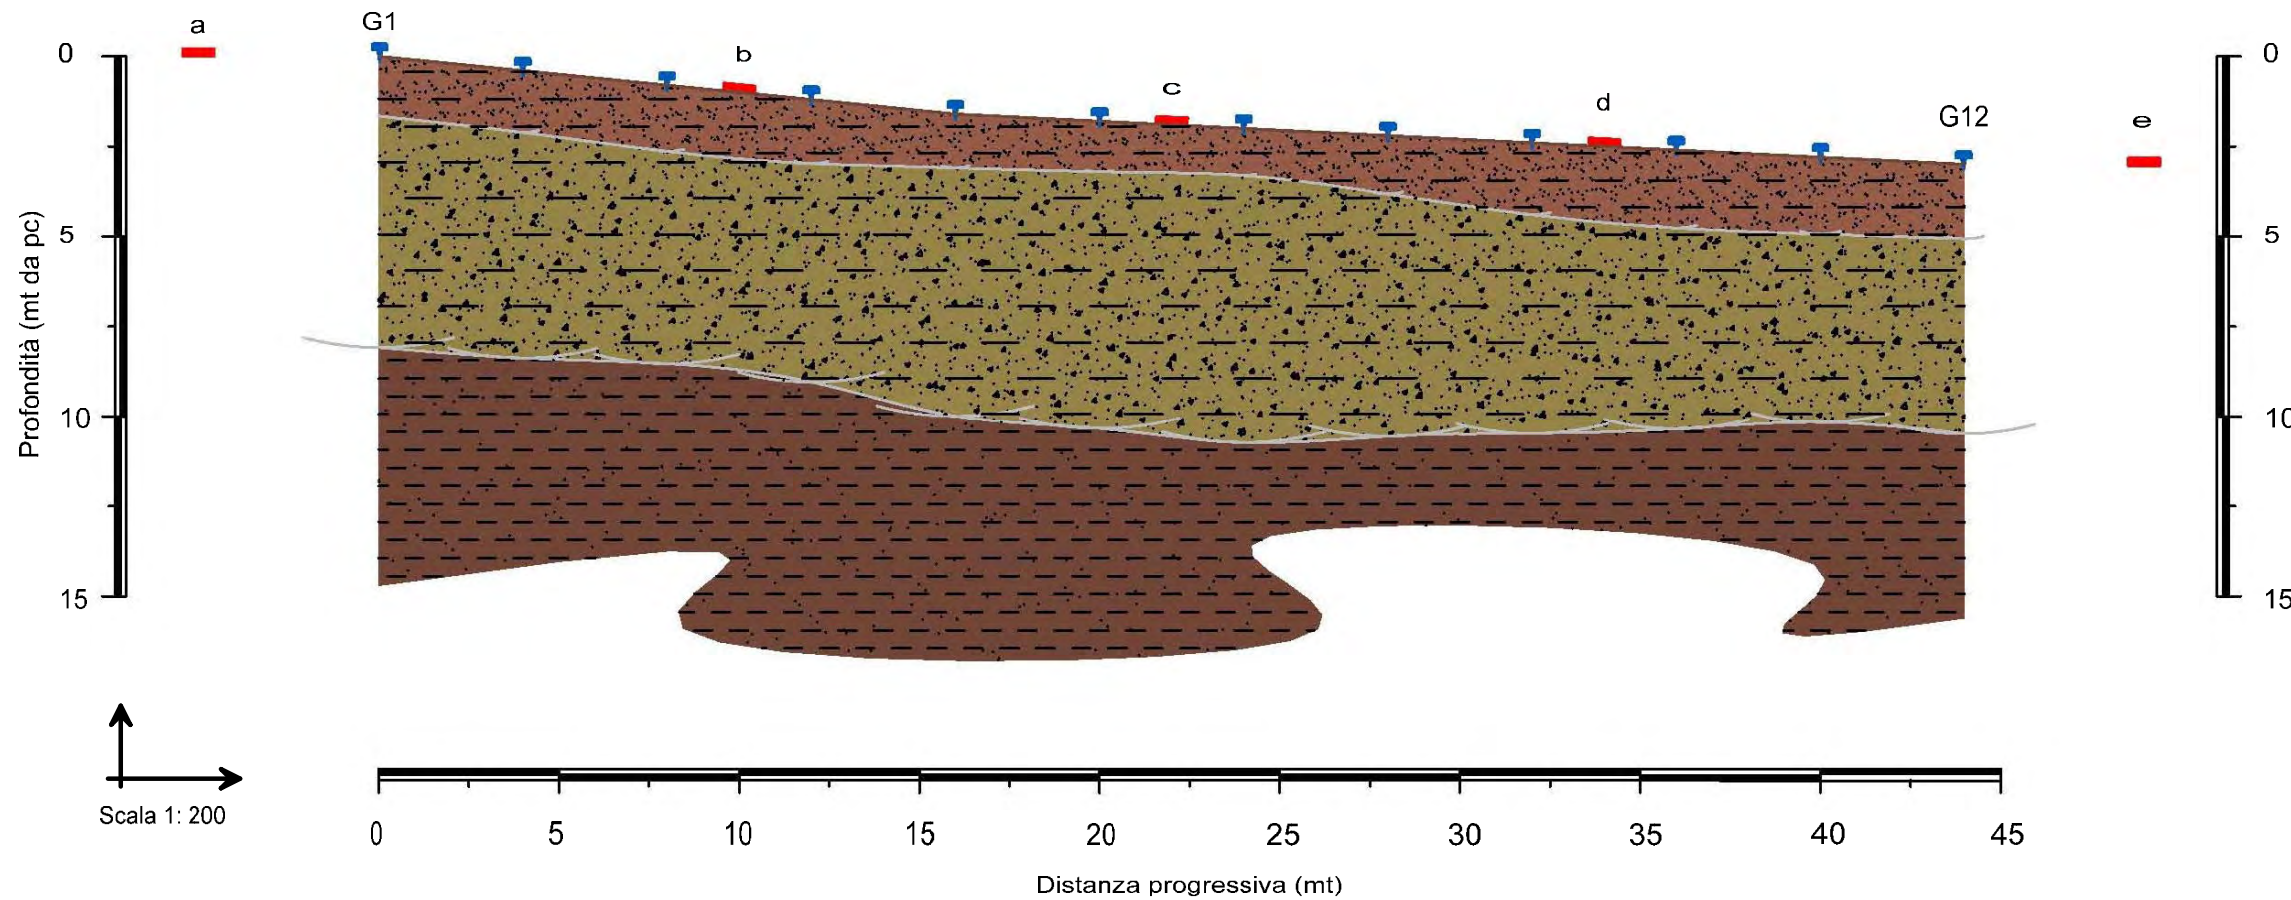 a
G1
b
c
d
G12
e
0
5
10
15
Profondità (mt da pc)
0
5
10
15
Scala 1: 200
0 5 10 15 20 25 30 35 40 45
Distanza progressiva (mt)